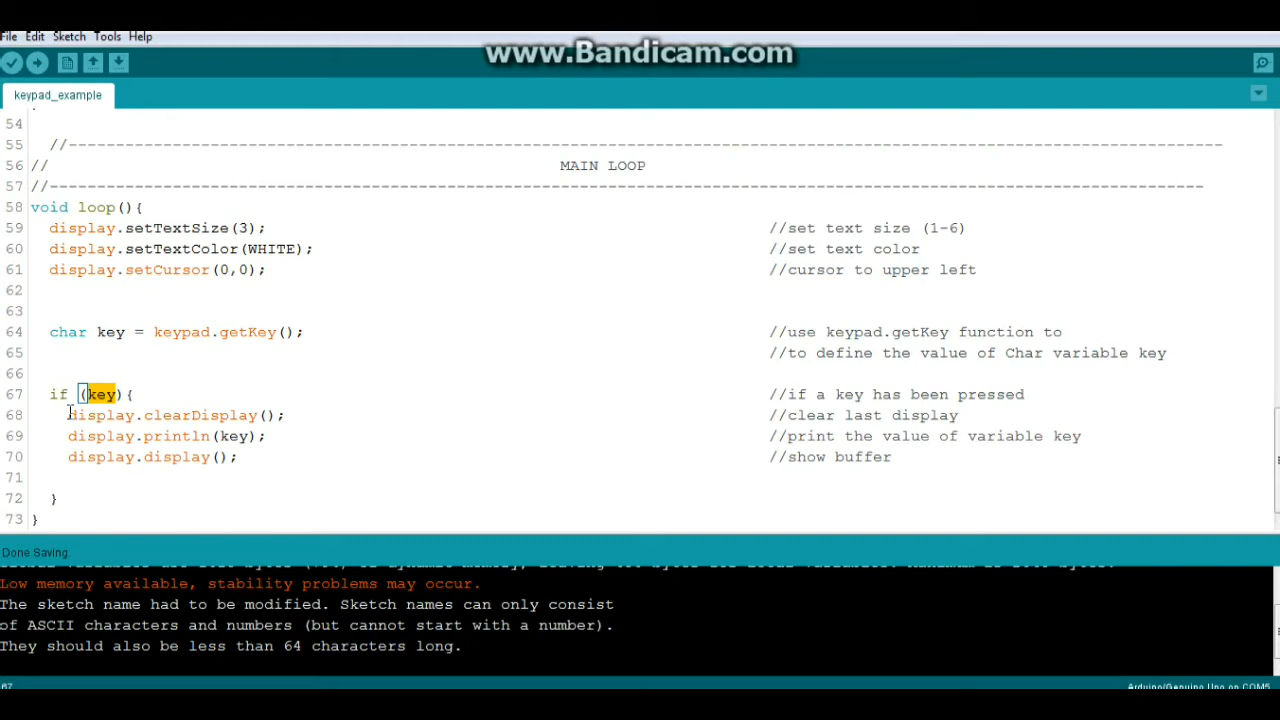 www.Bandicam.com
File Edit Sketch Tools Help
keypad_example
54
55 //--------------------------------------------------------------------------------------------------------------------------
56 // MAIN LOOP
57 //--------------------------------------------------------------------------------------------------------------------------
58 void loop(){
59 display.setTextSize(3); //set text size (1-6)
60 display.setTextColor(WHITE); //set text color
61 display.setCursor(0,0); //cursor to upper left
62
63
64 char key = keypad.getKey(); //use keypad.getKey function to
65 //to define the value of Char variable key
66
67 if (key){ //if a key has been pressed
68 display.clearDisplay(); //clear last display
69 display.println(key); //print the value of variable key
70 display.display(); //show buffer
71
72 }
73 }
Done Saving.
Low memory available, stability problems may occur.
The sketch name had to be modified. Sketch names can only consist
of ASCII characters and numbers (but cannot start with a number).
They should also be less than 64 characters long.
67 Arduino/Genuino Uno on COM5